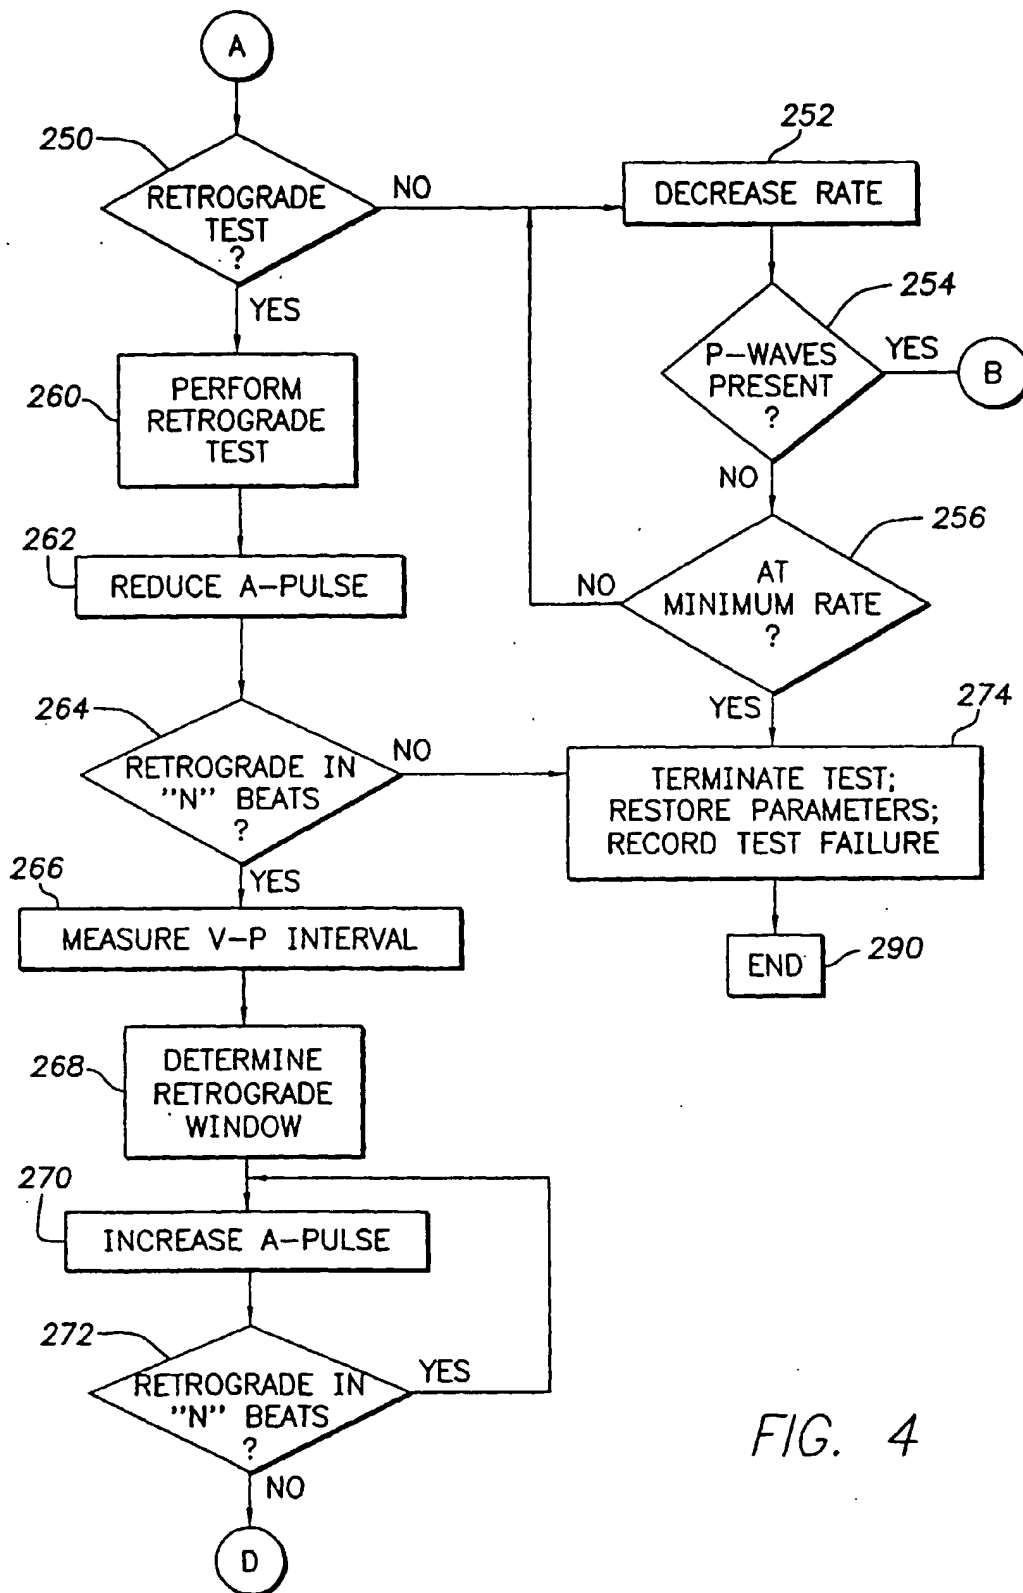 A
250
RETROGRADE
TEST
?
NO
YES
252
DECREASE RATE
254
P-WAVES
PRESENT
?
YES
B
NO
260
PERFORM
RETROGRADE
TEST
256
AT
MINIMUM RATE
?
NO
YES
262
REDUCE A-PULSE
264
RETROGRADE IN
"N" BEATS
?
NO
YES
274
TERMINATE TEST;
RESTORE PARAMETERS;
RECORD TEST FAILURE
END
290
266
MEASURE V-P INTERVAL
268
DETERMINE
RETROGRADE
WINDOW
270
INCREASE A-PULSE
272
RETROGRADE IN
"N" BEATS
?
YES
NO
D
FIG. 4